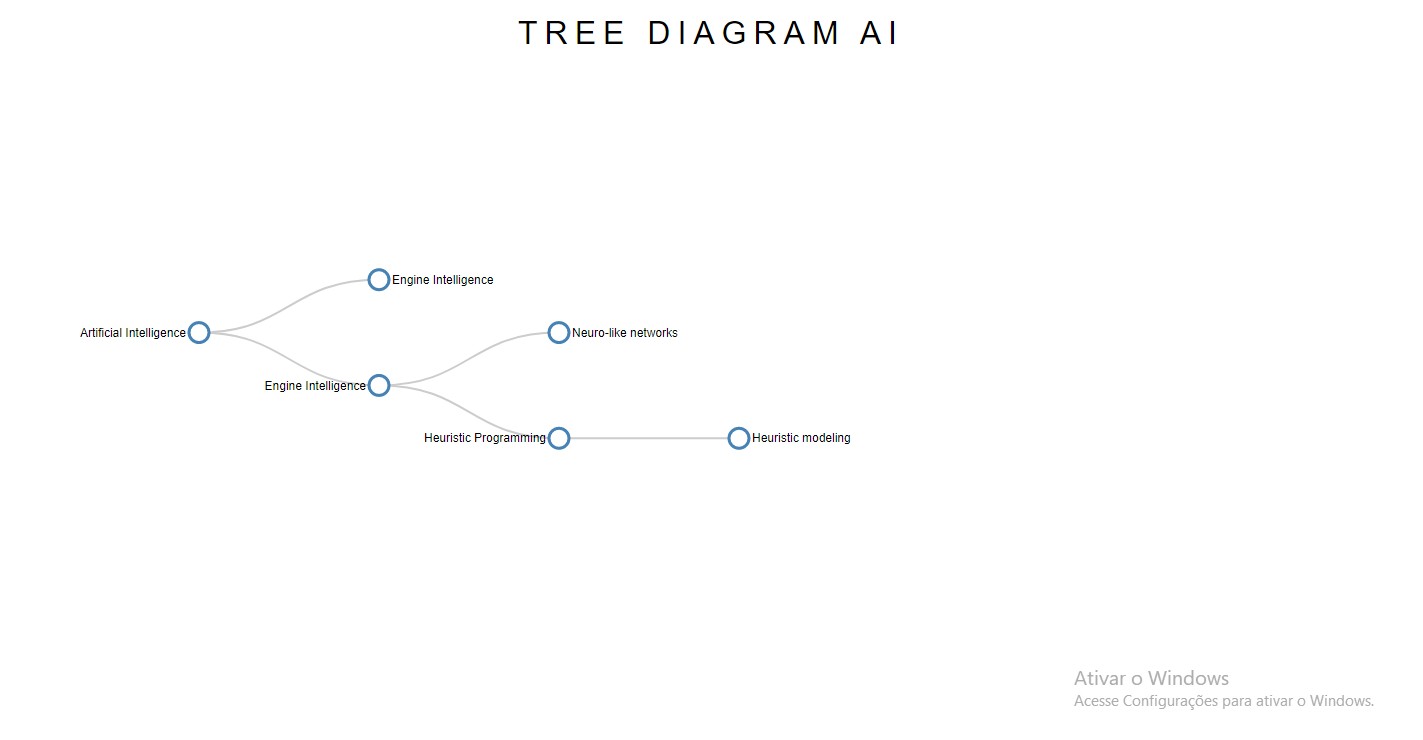 TREE DIAGRAM AI
Engine Intelligence
Artificial Intelligence
Neuro-like networks
Engine Intelligence
Heuristic Programming
Heuristic modeling
Ativar o Windows
Acesse Configurações para ativar o Windows.